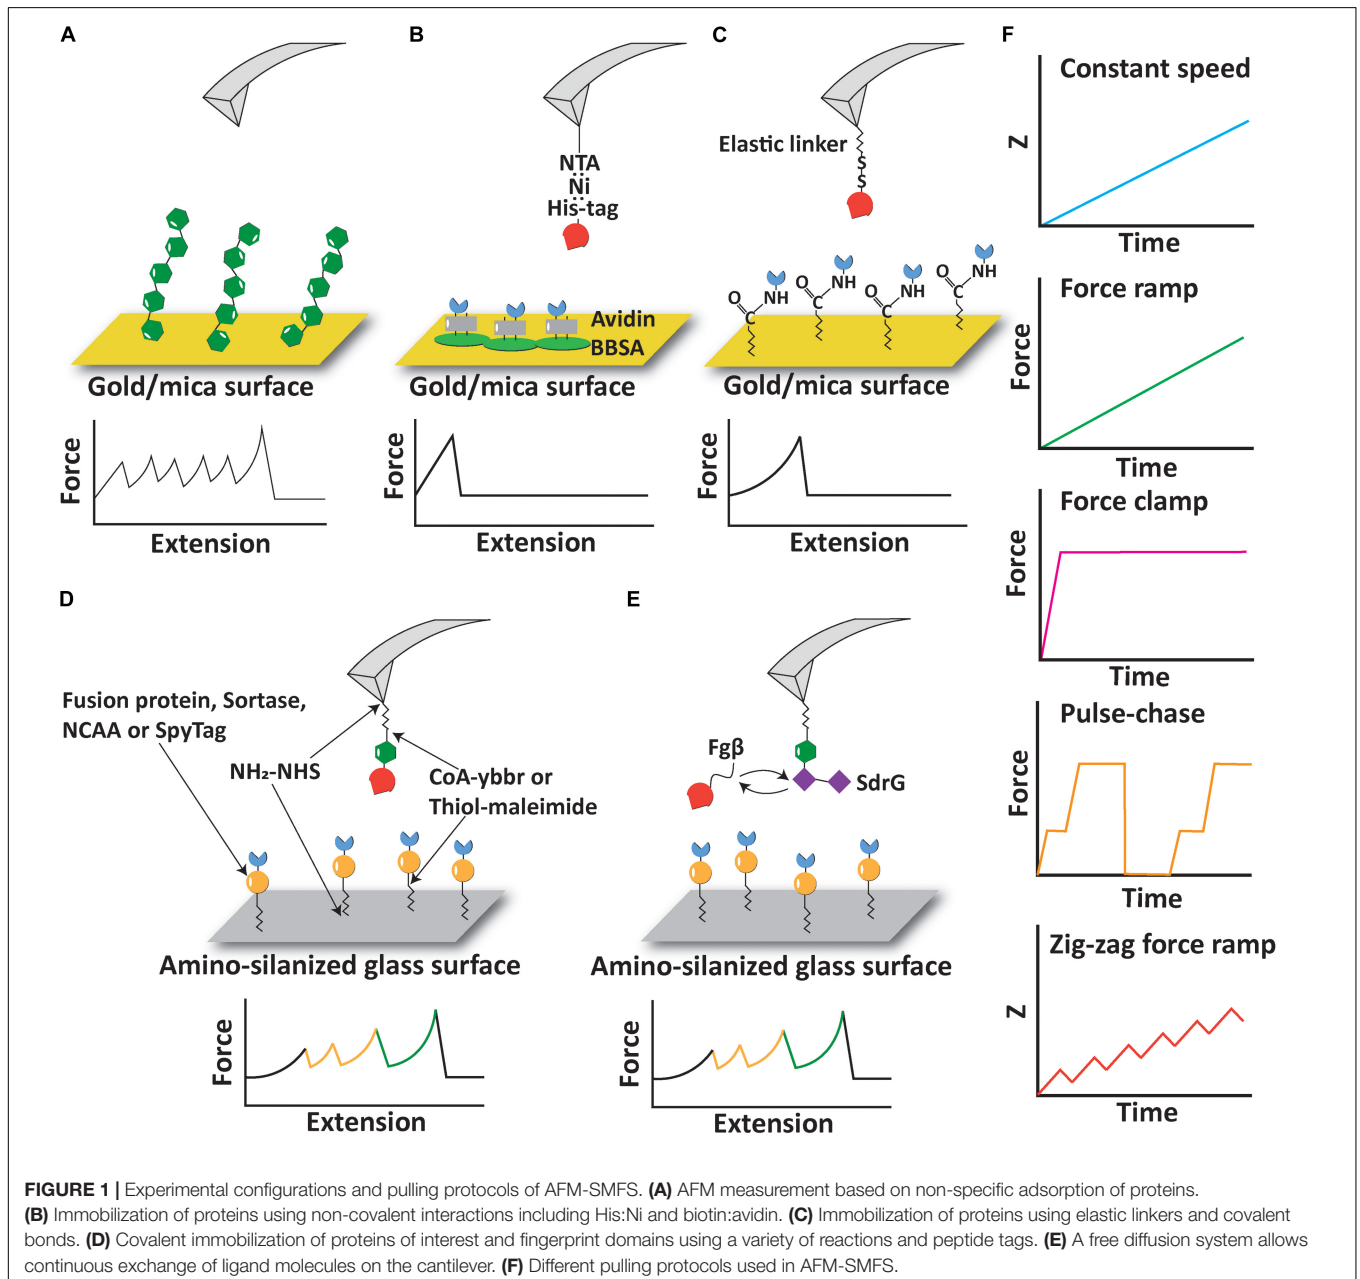 A
Gold/mica surface
Force
Extension
B
NTA
Ni
His-tag
Avidin
BBSA
Gold/mica surface
Force
Extension
C
Elastic linker
S
S
O
C
NH
O
C
NH
O
C
NH
O
C
NH
Gold/mica surface
Force
Extension
D
Fusion protein, Sortase,
NCAA or SpyTag
NH₂-NHS
CoA-ybbr or
Thiol-maleimide
Amino-silanized glass surface
Force
Extension
E
Fgβ
SdrG
Amino-silanized glass surface
Force
Extension
F
Constant speed
Z
Time
Force ramp
Force
Time
Force clamp
Force
Time
Pulse-chase
Force
Time
Zig-zag force ramp
Z
Time
FIGURE 1 | Experimental configurations and pulling protocols of AFM-SMFS. (A) AFM measurement based on non-specific adsorption of proteins.
(B) Immobilization of proteins using non-covalent interactions including His:Ni and biotin:avidin. (C) Immobilization of proteins using elastic linkers and covalent
bonds. (D) Covalent immobilization of proteins of interest and fingerprint domains using a variety of reactions and peptide tags. (E) A free diffusion system allows
continuous exchange of ligand molecules on the cantilever. (F) Different pulling protocols used in AFM-SMFS.